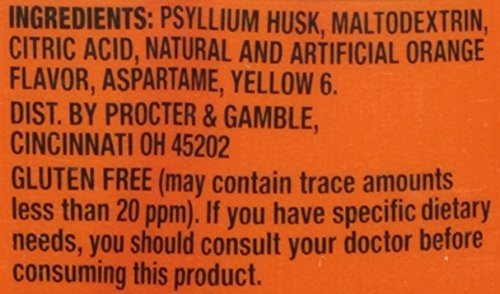 INGREDIENTS: PSYLLIUM HUSK, MALTODEXTRIN,
CITRIC ACID, NATURAL AND ARTIFICIAL ORANGE
FLAVOR, ASPARTAME, YELLOW 6.
DIST. BY PROCTER & GAMBLE,
CINCINNATI OH 45202
GLUTEN FREE (may contain trace amounts
less than 20 ppm). If you have specific dietary
needs, you should consult your doctor before
consuming this product.